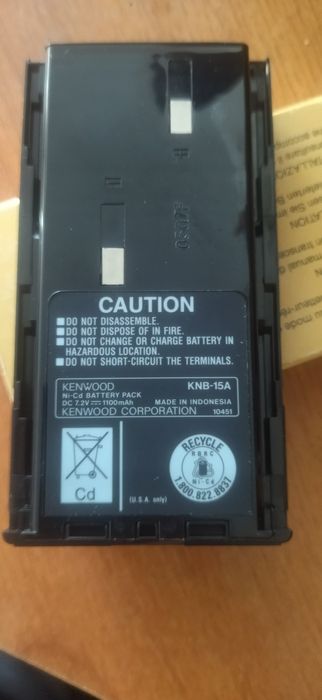 CAUTION
DO NOT DISASSEMBLE.
DO NOT DISPOSE OF IN FIRE.
DO NOT CHANGE OR CHARGE BATTERY IN
HAZARDOUS LOCATION.
DO NOT SHORT-CIRCUIT THE TERMINALS.
KENWOOD KNB-15A
Ni-Cd BATTERY PACK
DC 7.2V 1100mAh MADE IN INDONESIA
KENWOOD CORPORATION 10451
Cd
(U.S.A. only)
RECYCLE
RBRC
Ni-Cd
1.800.822.8837